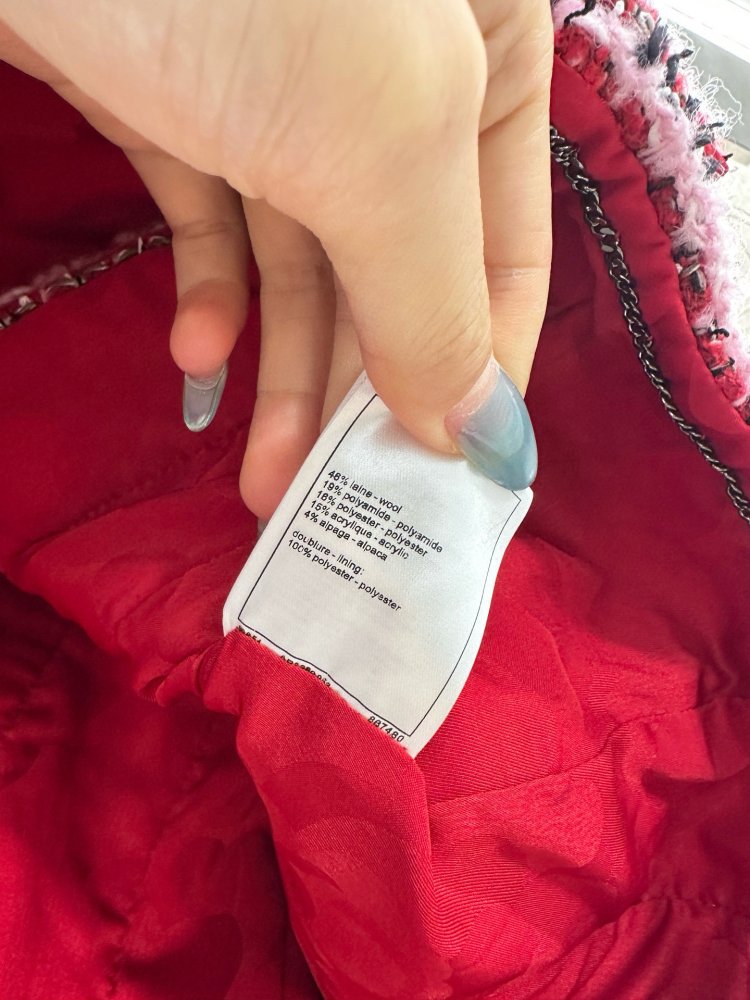 46% laine - wool
19% polyamide - polyamide
16% polyester - polyester
15% acrylique - acrylic
4% alpaga - alpaca
doublure - lining:
100% polyester - polyester
887480